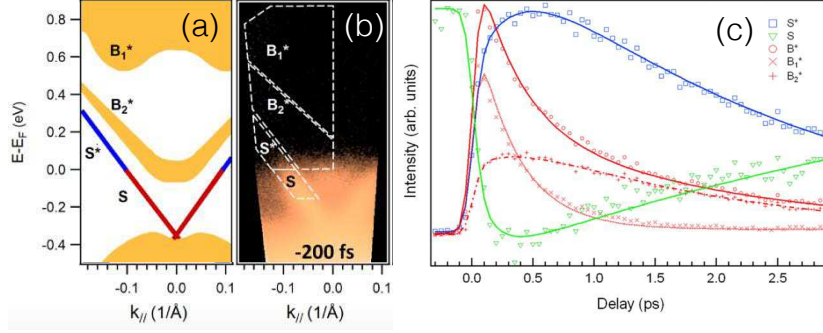 (a)
(b)
(c)
B₁*
B₂*
S*
S
E-E_F (eV)
0.8
0.6
0.4
0.2
0.0
-0.2
-0.4
-0.1
0.0
0.1
k// (1/Å)
B₁*
B₂*
S*
S
-200 fs
-0.1
0.0
0.1
k// (1/Å)
Intensity (arb. units)
S*
S
B*
B₁*
B₂*
0.0
0.5
1.0
1.5
2.0
2.5
Delay (ps)